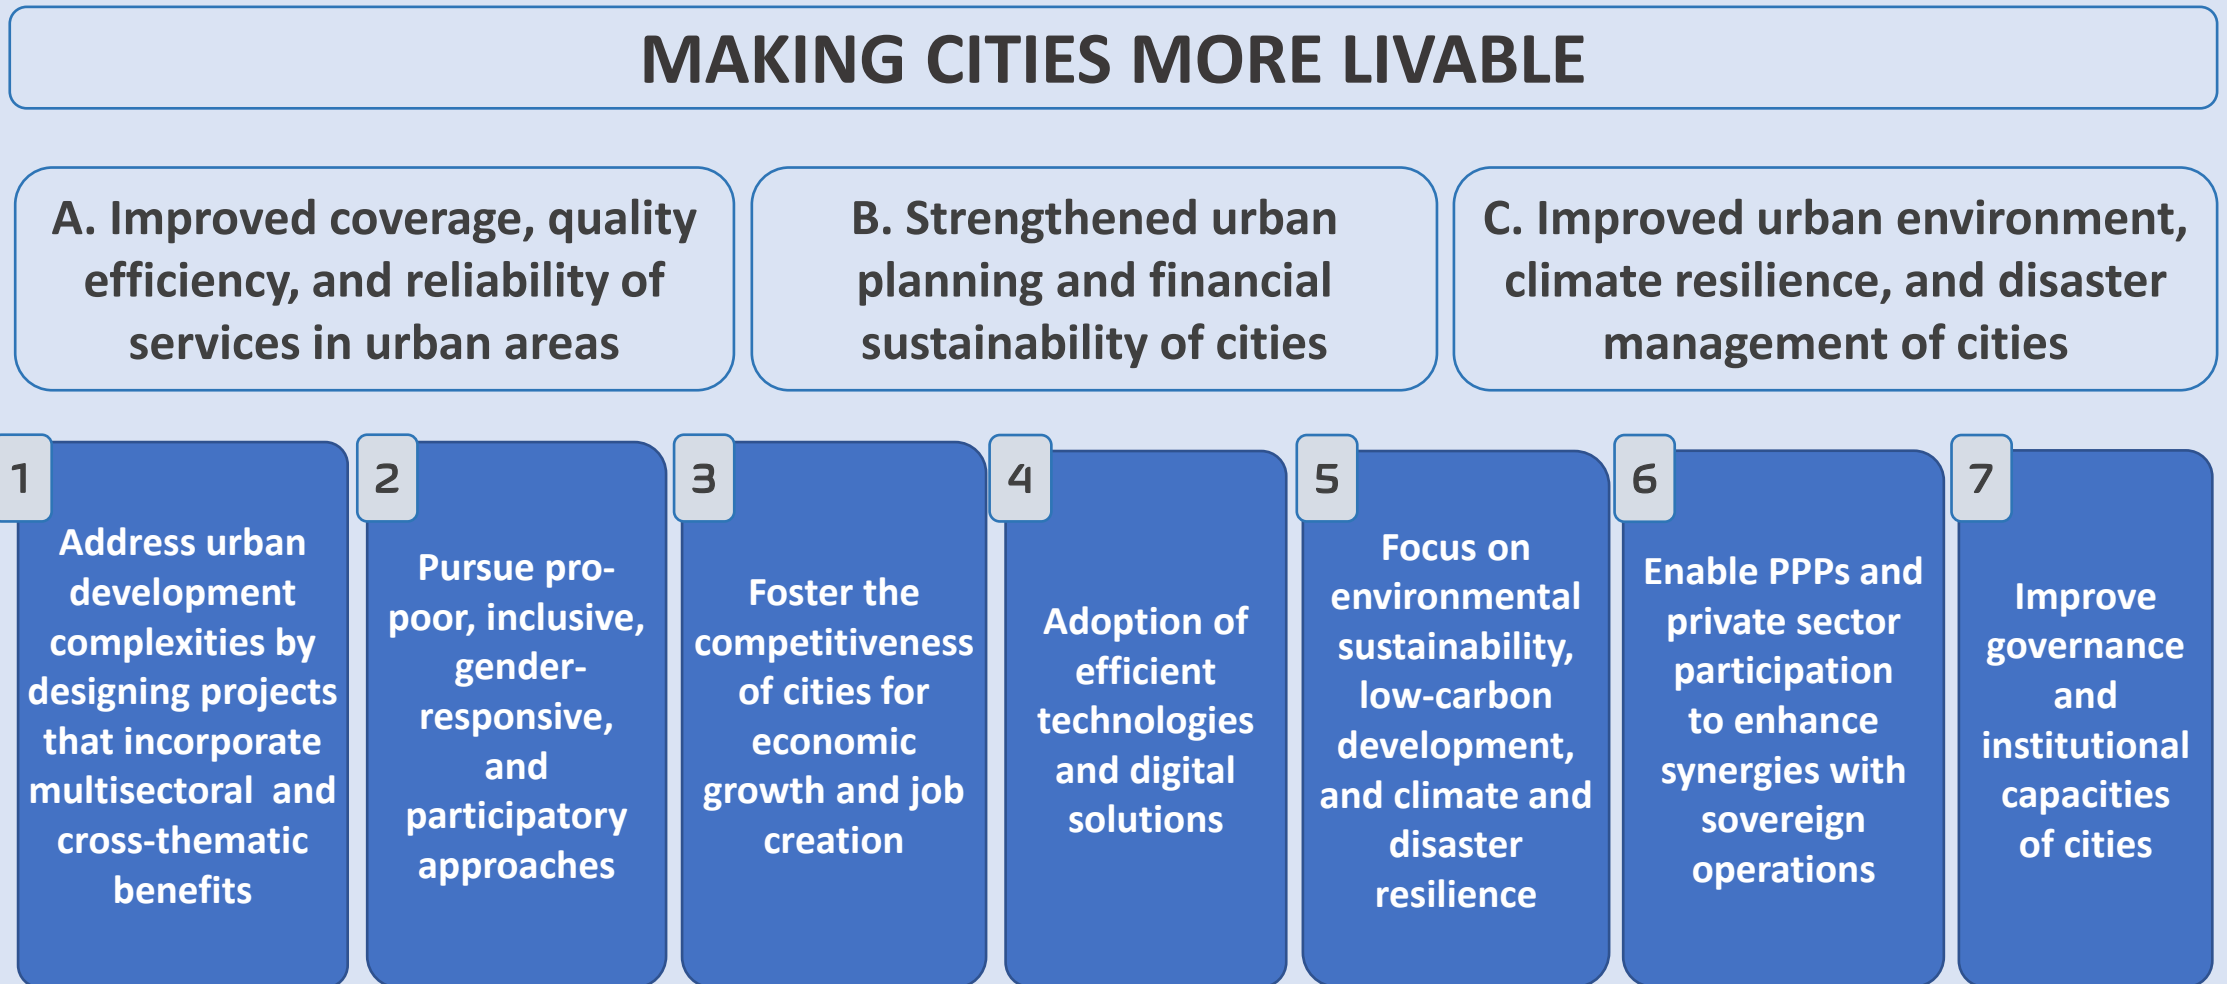 MAKING CITIES MORE LIVABLE
A. Improved coverage, quality
efficiency, and reliability of
services in urban areas
B. Strengthened urban
planning and financial
sustainability of cities
C. Improved urban environment,
climate resilience, and disaster
management of cities
1
Address urban
development
complexities by
designing projects
that incorporate
multisectoral and
cross-thematic
benefits
2
Pursue pro-
poor, inclusive,
gender-
responsive,
and
participatory
approaches
3
Foster the
competitiveness
of cities for
economic
growth and job
creation
4
Adoption of
efficient
technologies
and digital
solutions
5
Focus on
environmental
sustainability,
low-carbon
development,
and climate and
disaster
resilience
6
Enable PPPs and
private sector
participation
to enhance
synergies with
sovereign
operations
7
Improve
governance
and
institutional
capacities
of cities